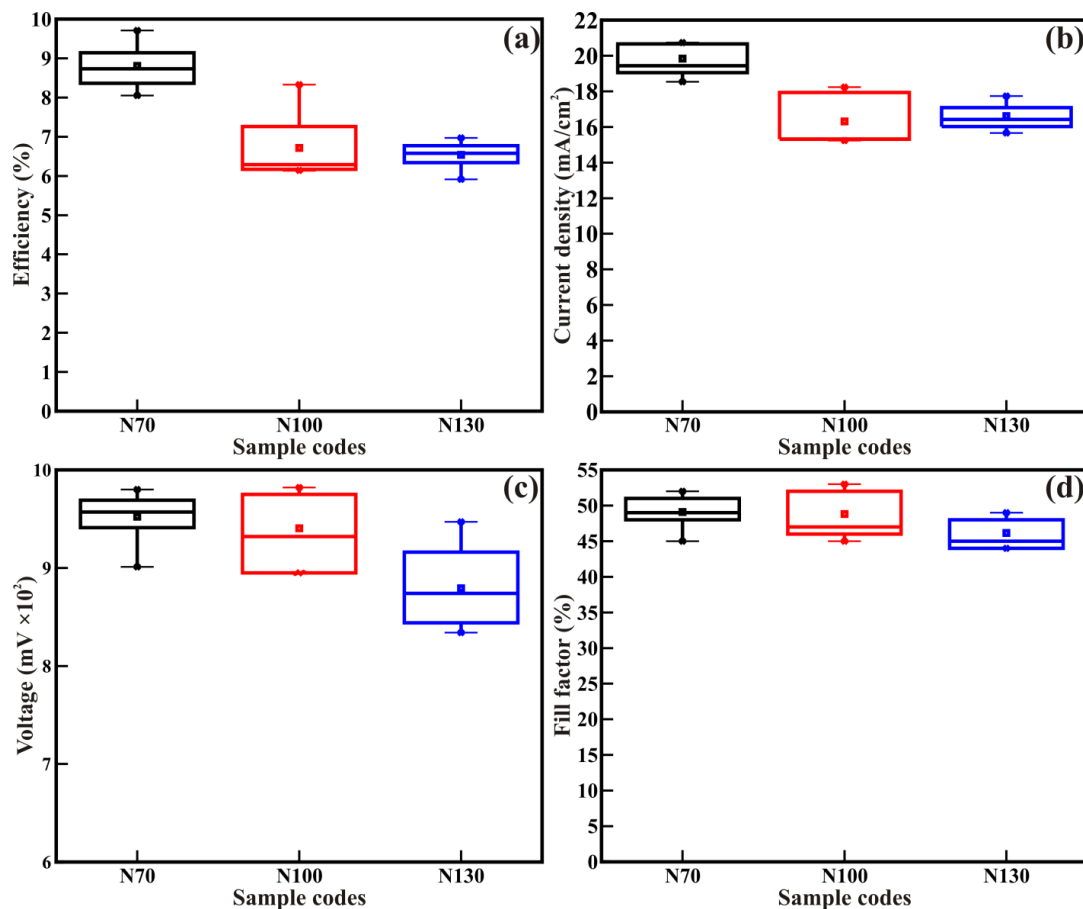 (a)
Efficiency (%)
10
9
8
7
6
5
4
3
2
1
0
N70 N100 N130
Sample codes
(b)
Current density (mA/cm²)
22
20
18
16
14
12
10
8
6
4
2
0
N70 N100 N130
Sample codes
(c)
Voltage (mV ×10²)
10
9
8
7
6
N70 N100 N130
Sample codes
(d)
Fill factor (%)
55
50
45
40
35
30
25
20
15
10
5
0
N70 N100 N130
Sample codes